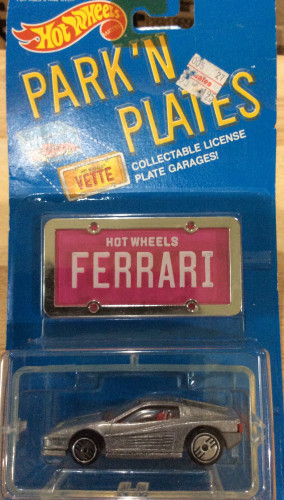 Hot Wheels
PARK'N
PLATES
VETTE
COLLECTABLE LICENSE
PLATE GARAGES!
HOT WHEELS
FERRARI